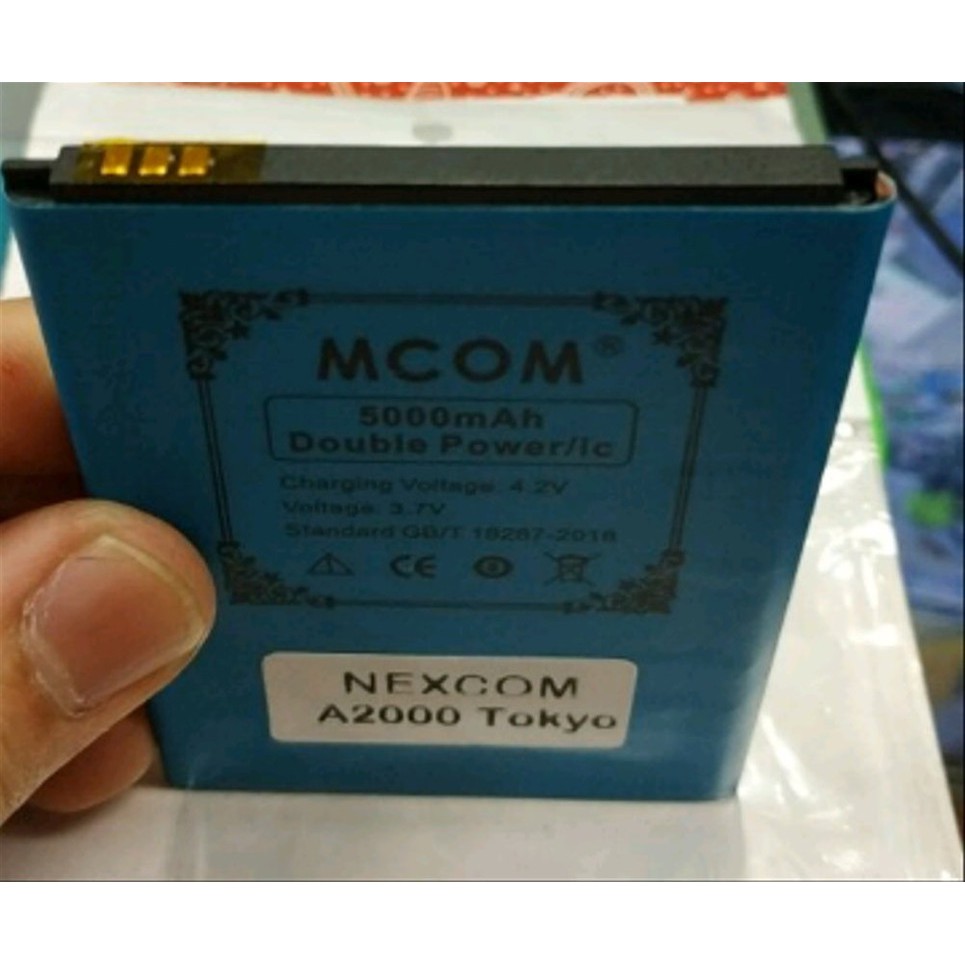 MCOM®
5000mAh
Double Power/Ic
Charging Voltage: 4.2V
Voltage: 3.7V
Standard GB/T 18287-2018
CE
NEXCOM
A2000 Tokyo